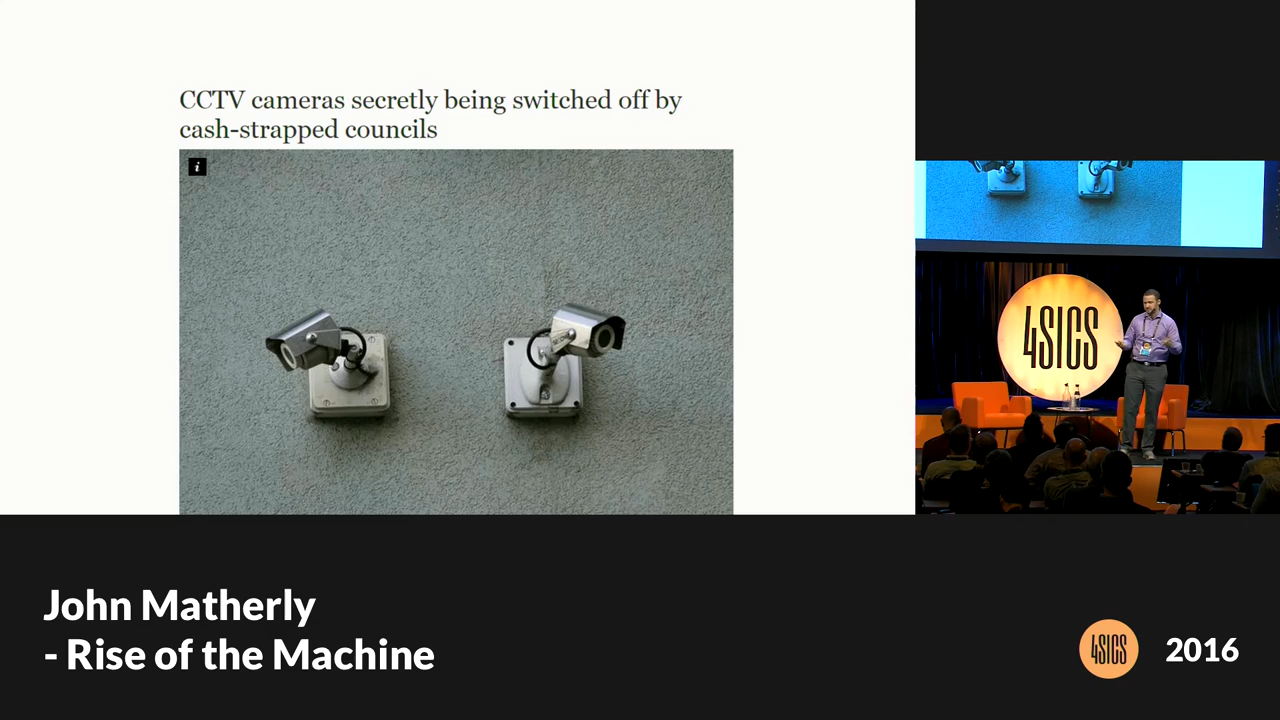 CCTV cameras secretly being switched off by
cash-strapped councils
i
4SICS
John Matherly
- Rise of the Machine
4SICS
2016